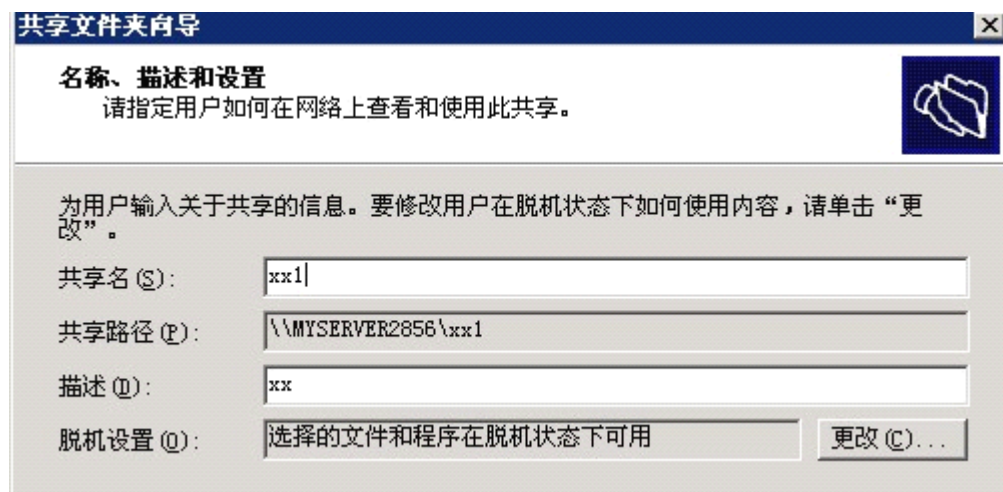 共享文件夹向导
名称、描述和设置
请指定用户如何在网络上查看和使用此共享。
为用户输入关于共享的信息。要修改用户在脱机状态下如何使用内容，请单击“更
改”。
共享名(S): xx1
共享路径(P): \\MYSERVER2856\xx1
描述(D): xx
脱机设置(O): 选择的文件和程序在脱机状态下可用 更改(C)...